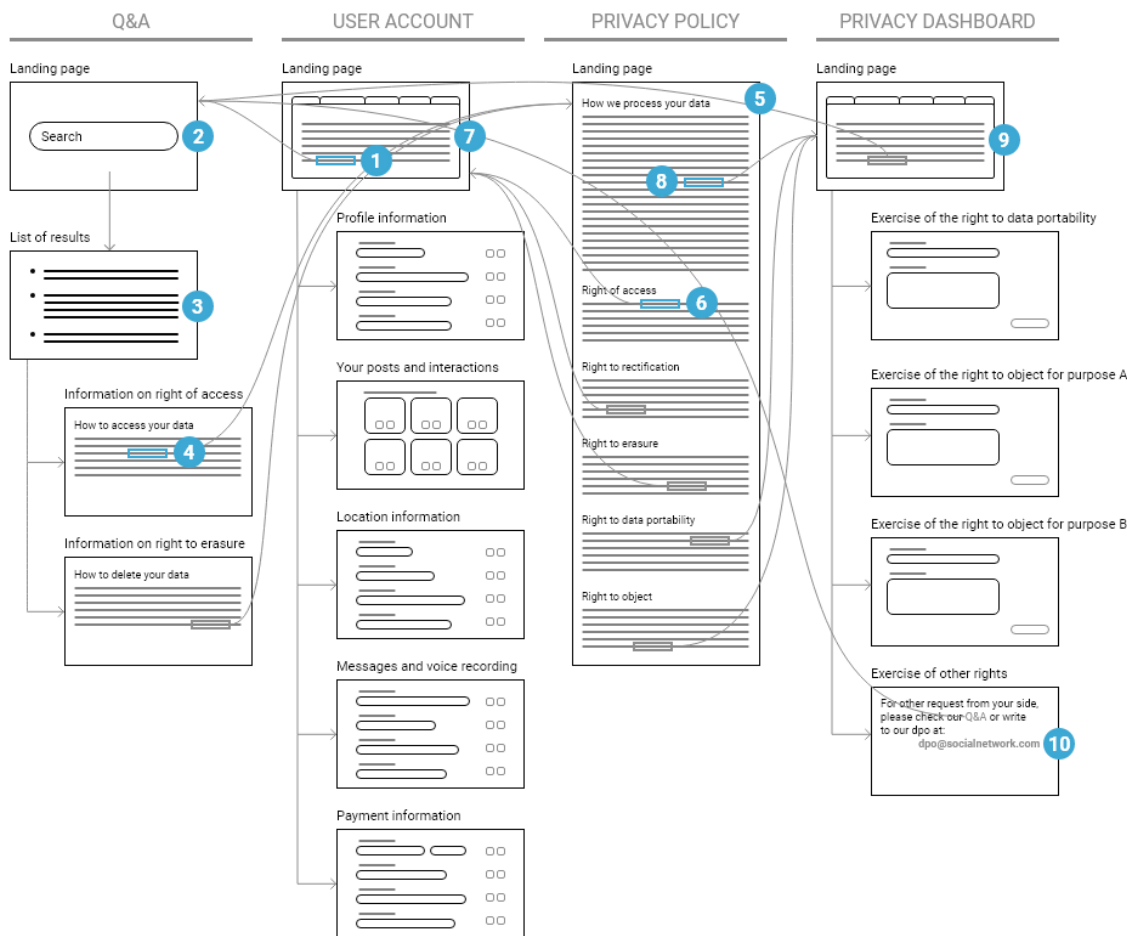 Q&A
USER ACCOUNT
PRIVACY POLICY
PRIVACY DASHBOARD
Landing page
Search
2
List of results
3
Information on right of access
How to access your data
4
Information on right to erasure
How to delete your data
Landing page
7
1
Profile information
Your posts and interactions
Location information
Messages and voice recording
Payment information
Landing page
How we process your data
5
8
Right of access
6
Right to rectification
Right to erasure
Right to data portability
Right to object
Landing page
9
Exercise of the right to data portability
Exercise of the right to object for purpose A
Exercise of the right to object for purpose B
Exercise of other rights
For other request from your side,
please check our Q&A or write
to our dpo at:
dpo@socialnetwork.com
10